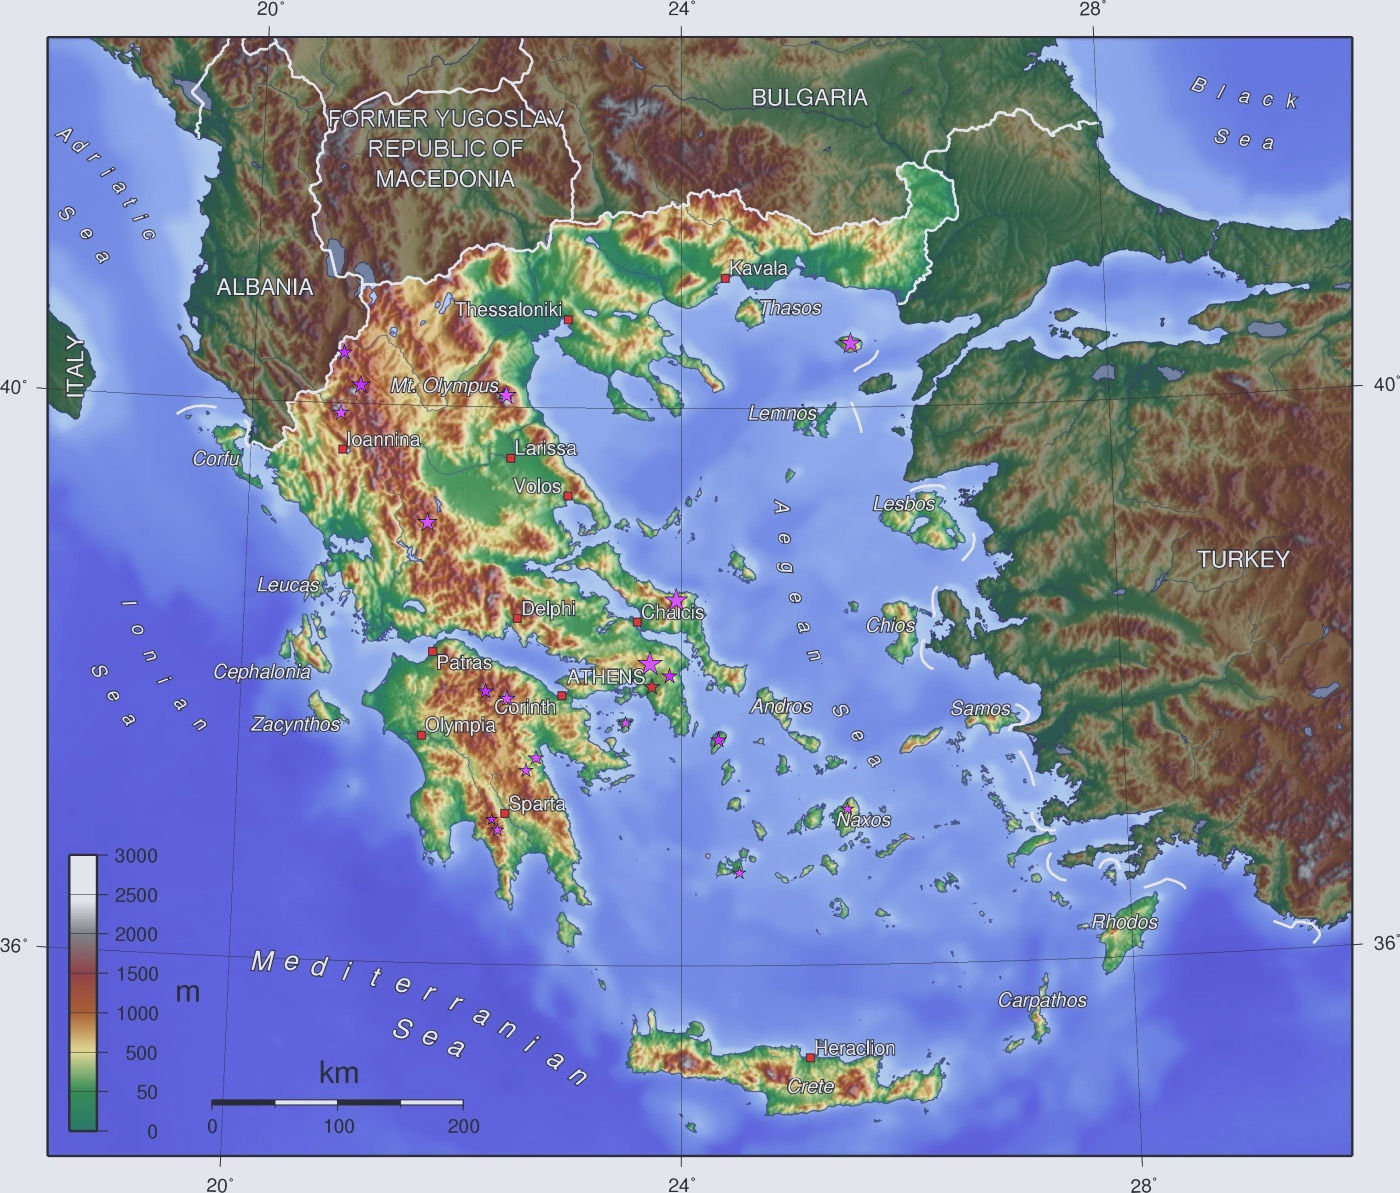 20° 24° 28°
Black
Sea
BULGARIA
FORMER YUGOSLAV
REPUBLIC OF
MACEDONIA
Adriatic
Sea
ALBANIA
Kavala
Thessaloniki
Thasos
ITALY
40°
40°
Mt. Olympus
Lemnos
Ioannina
Corfu
Larissa
Volos
Lesbos
Aegean
Sea
TURKEY
Leucas
Ionian
Sea
Delphi
Chalcis
Chios
Patras
Cephalonia
ATHENS
Corinth
Andros
Samos
Zacynthos
Olympia
Sparta
Naxos
3000
2500
2000
1500
1000
500
50
0
m
Rhodos
36°
36°
Mediterranean
Sea
Carpathos
Heraclion
Crete
km
0 100 200
20° 24° 28°